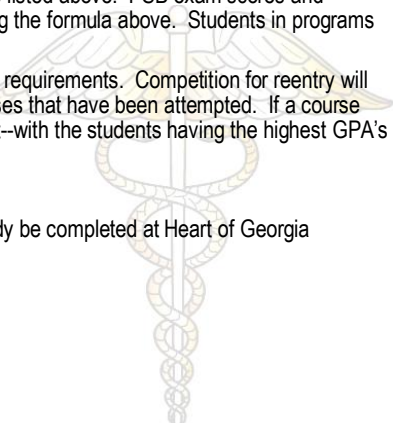 listed above. PSB exam scores and
ng the formula above. Students in programs
requirements. Competition for reentry will
ses that have been attempted. If a course
--with the students having the highest GPA's
dy be completed at Heart of Georgia